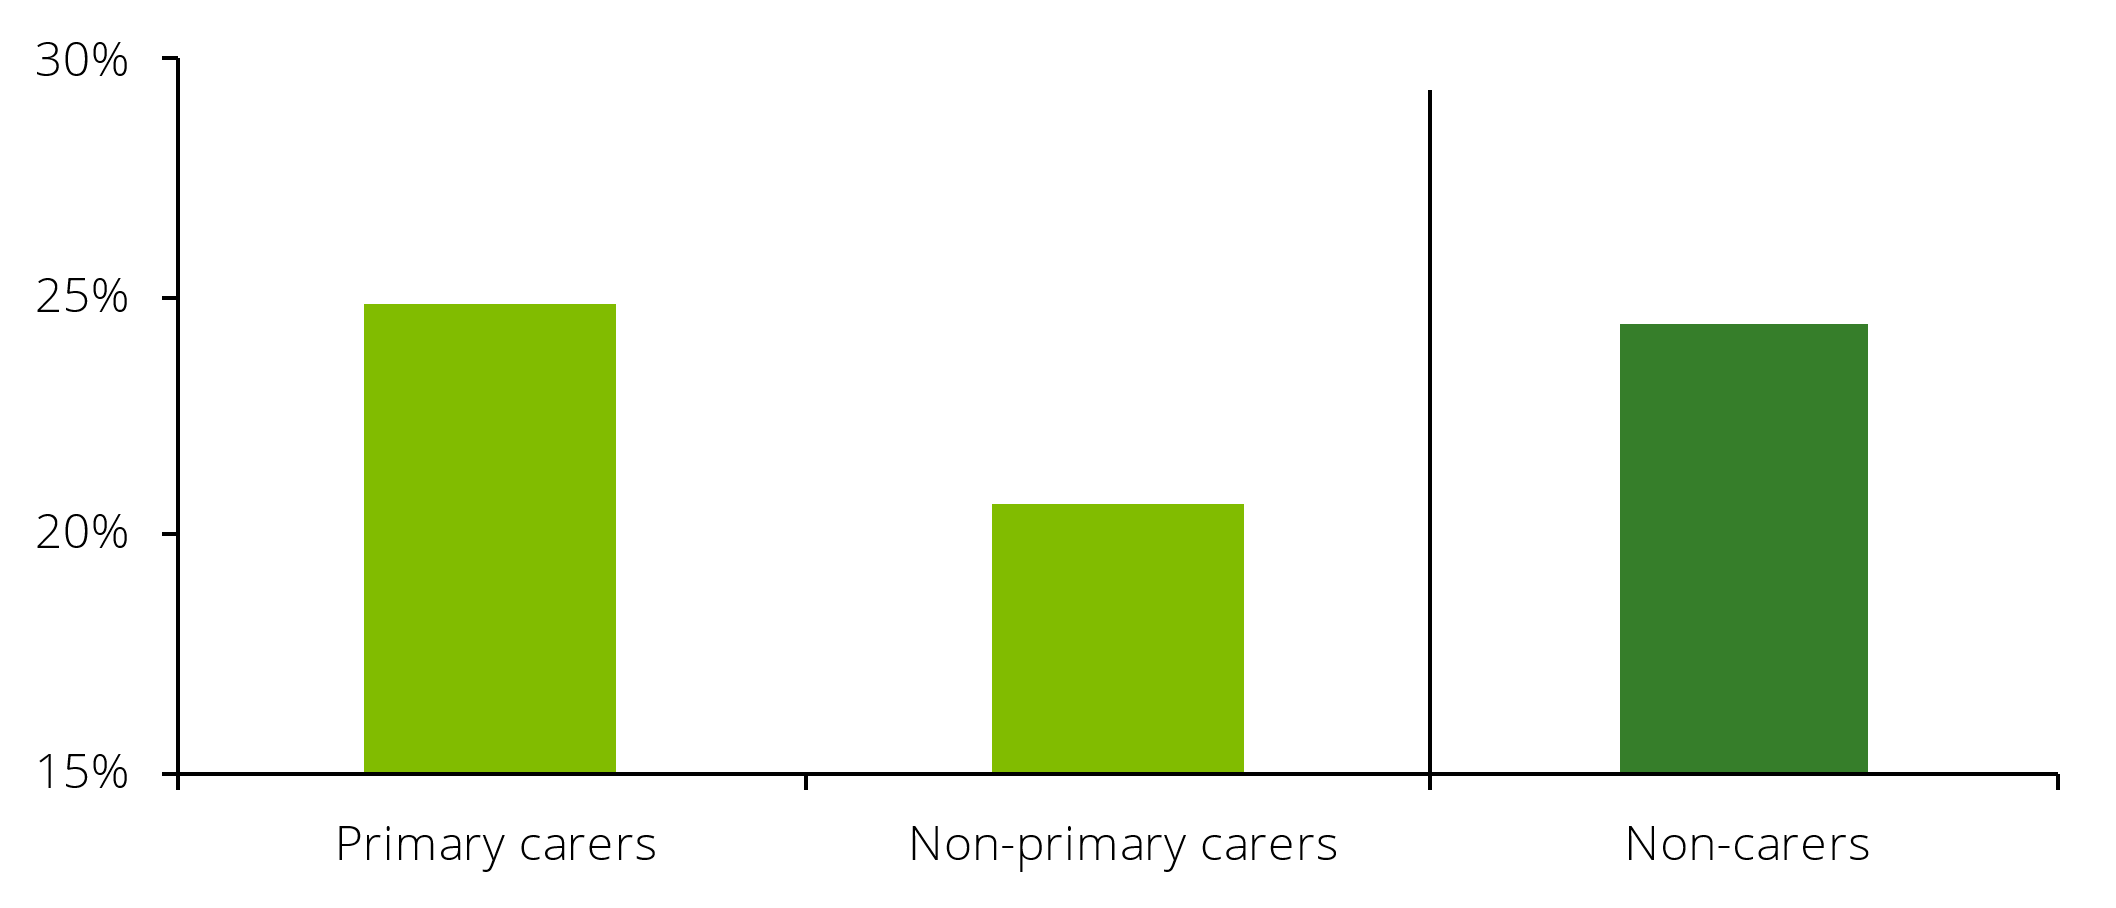 30%
25%
20%
15%
Primary carers
Non-primary carers
Non-carers